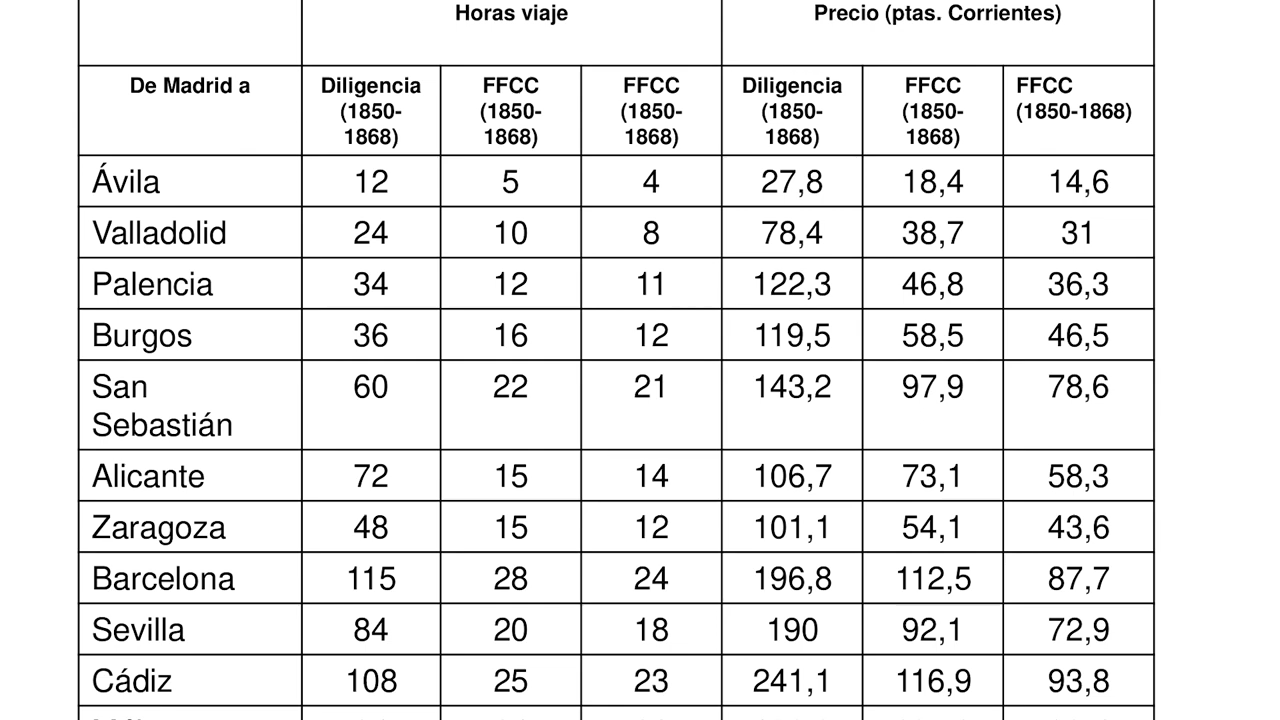 Horas viaje Precio (ptas. Corrientes)
De Madrid a Diligencia (1850-1868) FFCC (1850-1868) FFCC (1850-1868) Diligencia (1850-1868) FFCC (1850-1868) FFCC (1850-1868)
Ávila 12 5 4 27,8 18,4 14,6
Valladolid 24 10 8 78,4 38,7 31
Palencia 34 12 11 122,3 46,8 36,3
Burgos 36 16 12 119,5 58,5 46,5
San Sebastián 60 22 21 143,2 97,9 78,6
Alicante 72 15 14 106,7 73,1 58,3
Zaragoza 48 15 12 101,1 54,1 43,6
Barcelona 115 28 24 196,8 112,5 87,7
Sevilla 84 20 18 190 92,1 72,9
Cádiz 108 25 23 241,1 116,9 93,8